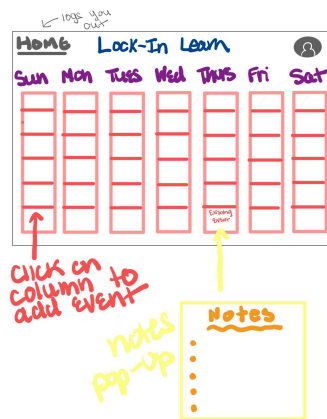 logs you
out
Home Lock-In Learn
Sun Mon Tues Wed Thurs Fri Sat
Existing
Event
click on
column to
add event
notes
pop-up
Notes